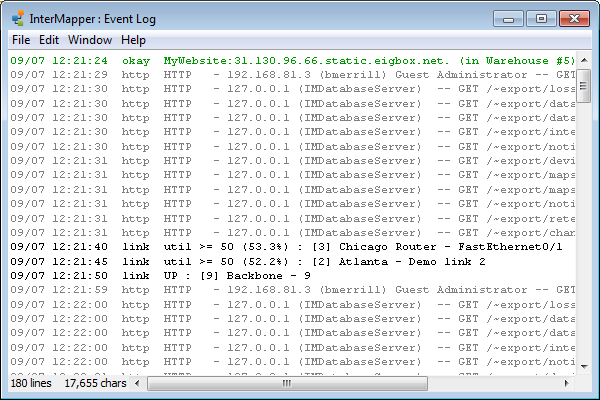 InterMapper : Event Log
File Edit Window Help
09/07 12:21:24 okay MyWebsite:31.130.96.66.static.eigbox.net. (in Warehouse #5)
09/07 12:21:29 http HTTP - 192.168.81.3 (bmerrill) Guest Administrator -- GET
09/07 12:21:30 http HTTP - 127.0.0.1 (IMDatabaseServer) -- GET /~export/loss
09/07 12:21:30 http HTTP - 127.0.0.1 (IMDatabaseServer) -- GET /~export/data
09/07 12:21:30 http HTTP - 127.0.0.1 (IMDatabaseServer) -- GET /~export/data
09/07 12:21:30 http HTTP - 127.0.0.1 (IMDatabaseServer) -- GET /~export/inte
09/07 12:21:30 http HTTP - 127.0.0.1 (IMDatabaseServer) -- GET /~export/noti
09/07 12:21:31 http HTTP - 127.0.0.1 (IMDatabaseServer) -- GET /~export/devi
09/07 12:21:31 http HTTP - 127.0.0.1 (IMDatabaseServer) -- GET /~export/maps
09/07 12:21:31 http HTTP - 127.0.0.1 (IMDatabaseServer) -- GET /~export/maps
09/07 12:21:31 http HTTP - 127.0.0.1 (IMDatabaseServer) -- GET /~export/noti
09/07 12:21:31 http HTTP - 127.0.0.1 (IMDatabaseServer) -- GET /~export/rete
09/07 12:21:31 http HTTP - 127.0.0.1 (IMDatabaseServer) -- GET /~export/chan
09/07 12:21:40 link util >= 50 (53.3%) : [3] Chicago Router - FastEthernet0/1
09/07 12:21:45 link util >= 50 (52.2%) : [2] Atlanta - Demo link 2
09/07 12:21:50 link UP : [9] Backbone - 9
09/07 12:21:59 http HTTP - 192.168.81.3 (bmerrill) Guest Administrator -- GET
09/07 12:22:00 http HTTP - 127.0.0.1 (IMDatabaseServer) -- GET /~export/loss
09/07 12:22:00 http HTTP - 127.0.0.1 (IMDatabaseServer) -- GET /~export/data
09/07 12:22:00 http HTTP - 127.0.0.1 (IMDatabaseServer) -- GET /~export/data
09/07 12:22:00 http HTTP - 127.0.0.1 (IMDatabaseServer) -- GET /~export/inte
09/07 12:22:00 http HTTP - 127.0.0.1 (IMDatabaseServer) -- GET /~export/noti
180 lines 17,655 chars